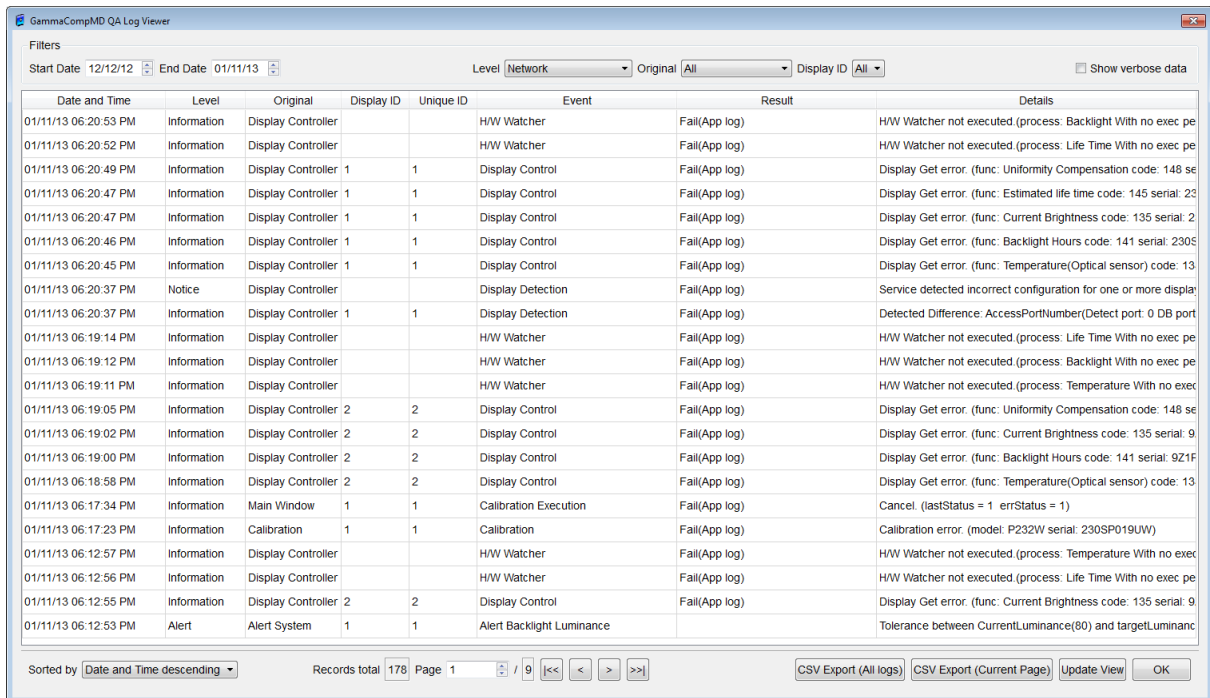 GammaCompMD QA Log Viewer
Filters
Start Date 12/12/12 End Date 01/11/13 Level Network Original All Display ID All Show verbose data
Date and Time Level Original Display ID Unique ID Event Result Details
01/11/13 06:20:53 PM Information Display Controller H/W Watcher Fail(App log) H/W Watcher not executed.(process: Backlight With no exec pe
01/11/13 06:20:52 PM Information Display Controller H/W Watcher Fail(App log) H/W Watcher not executed.(process: Life Time With no exec pe
01/11/13 06:20:49 PM Information Display Controller 1 1 Display Control Fail(App log) Display Get error. (func: Uniformity Compensation code: 148 se
01/11/13 06:20:47 PM Information Display Controller 1 1 Display Control Fail(App log) Display Get error. (func: Estimated life time code: 145 serial: 23
01/11/13 06:20:47 PM Information Display Controller 1 1 Display Control Fail(App log) Display Get error. (func: Current Brightness code: 135 serial: 2
01/11/13 06:20:46 PM Information Display Controller 1 1 Display Control Fail(App log) Display Get error. (func: Backlight Hours code: 141 serial: 230S
01/11/13 06:20:45 PM Information Display Controller 1 1 Display Control Fail(App log) Display Get error. (func: Temperature(Optical sensor) code: 13
01/11/13 06:20:37 PM Notice Display Controller Display Detection Fail(App log) Service detected incorrect configuration for one or more display
01/11/13 06:20:37 PM Information Display Controller 1 1 Display Detection Fail(App log) Detected Difference: AccessPortNumber(Detect port: 0 DB port
01/11/13 06:19:14 PM Information Display Controller H/W Watcher Fail(App log) H/W Watcher not executed.(process: Life Time With no exec pe
01/11/13 06:19:12 PM Information Display Controller H/W Watcher Fail(App log) H/W Watcher not executed.(process: Backlight With no exec pe
01/11/13 06:19:11 PM Information Display Controller H/W Watcher Fail(App log) H/W Watcher not executed.(process: Temperature With no exec
01/11/13 06:19:05 PM Information Display Controller 2 2 Display Control Fail(App log) Display Get error. (func: Uniformity Compensation code: 148 se
01/11/13 06:19:02 PM Information Display Controller 2 2 Display Control Fail(App log) Display Get error. (func: Current Brightness code: 135 serial: 9.
01/11/13 06:19:00 PM Information Display Controller 2 2 Display Control Fail(App log) Display Get error. (func: Backlight Hours code: 141 serial: 9Z1F
01/11/13 06:18:58 PM Information Display Controller 2 2 Display Control Fail(App log) Display Get error. (func: Temperature(Optical sensor) code: 13
01/11/13 06:17:34 PM Information Main Window 1 1 Calibration Execution Fail(App log) Cancel. (lastStatus = 1 errStatus = 1)
01/11/13 06:17:23 PM Information Calibration 1 1 Calibration Fail(App log) Calibration error. (model: P232W serial: 230SP019UW)
01/11/13 06:12:57 PM Information Display Controller H/W Watcher Fail(App log) H/W Watcher not executed.(process: Temperature With no exec
01/11/13 06:12:56 PM Information Display Controller H/W Watcher Fail(App log) H/W Watcher not executed.(process: Life Time With no exec pe
01/11/13 06:12:55 PM Information Display Controller 2 2 Display Control Fail(App log) Display Get error. (func: Current Brightness code: 135 serial: 9.
01/11/13 06:12:53 PM Alert Alert System 1 1 Alert Backlight Luminance Tolerance between CurrentLuminance(80) and targetLuminanc
Sorted by Date and Time descending Records total 178 Page 1 / 9 |<< < > >>| CSV Export (All logs) CSV Export (Current Page) Update View OK